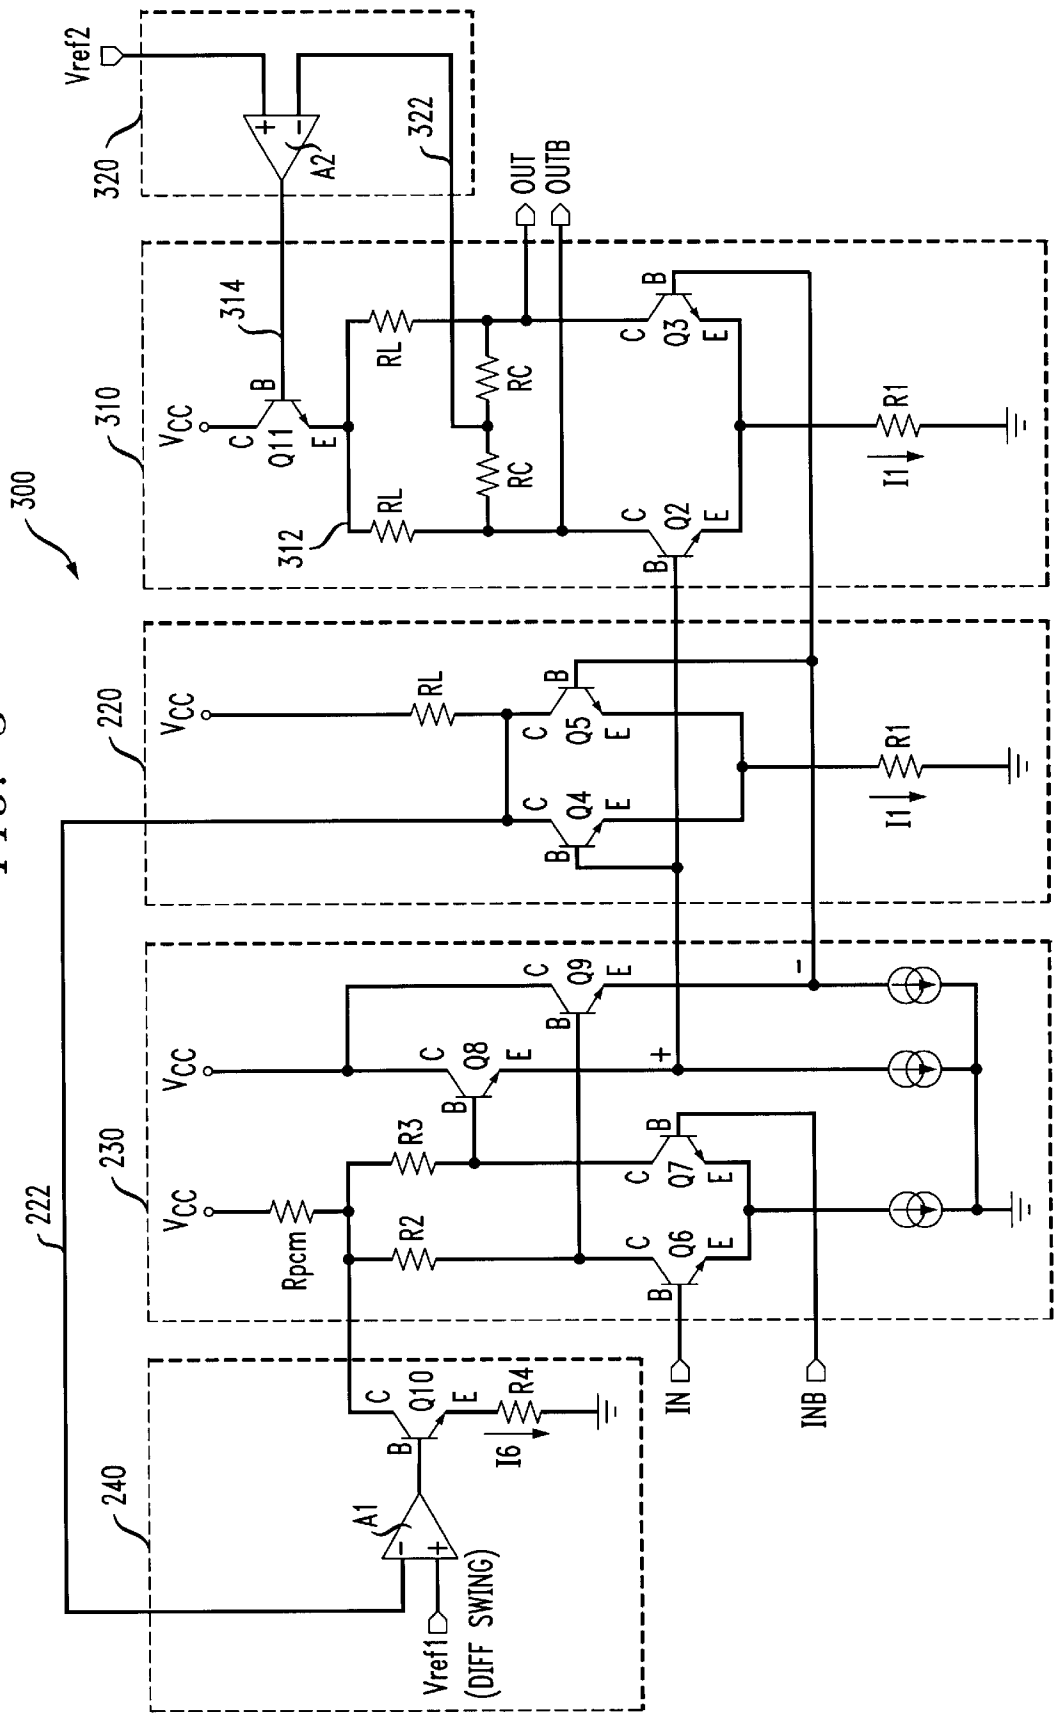 300
222
240
A1
Vref1
(DIFF SWING)
B
C
Q10
E
I6
R4
IN
INB
230
VCC
Rpcm
R2
R3
VCC
B
C
Q8
E
B
C
Q9
E
B
C
Q6
E
B
C
Q7
E
+
-
220
VCC
RL
B
C
Q4
E
B
C
Q5
E
I1
R1
310
VCC
314
C
B
Q11
E
312
RL
RL
RC
RC
OUT
OUTB
B
C
Q2
E
B
C
Q3
E
I1
R1
320
Vref2
+
-
A2
322
-
+